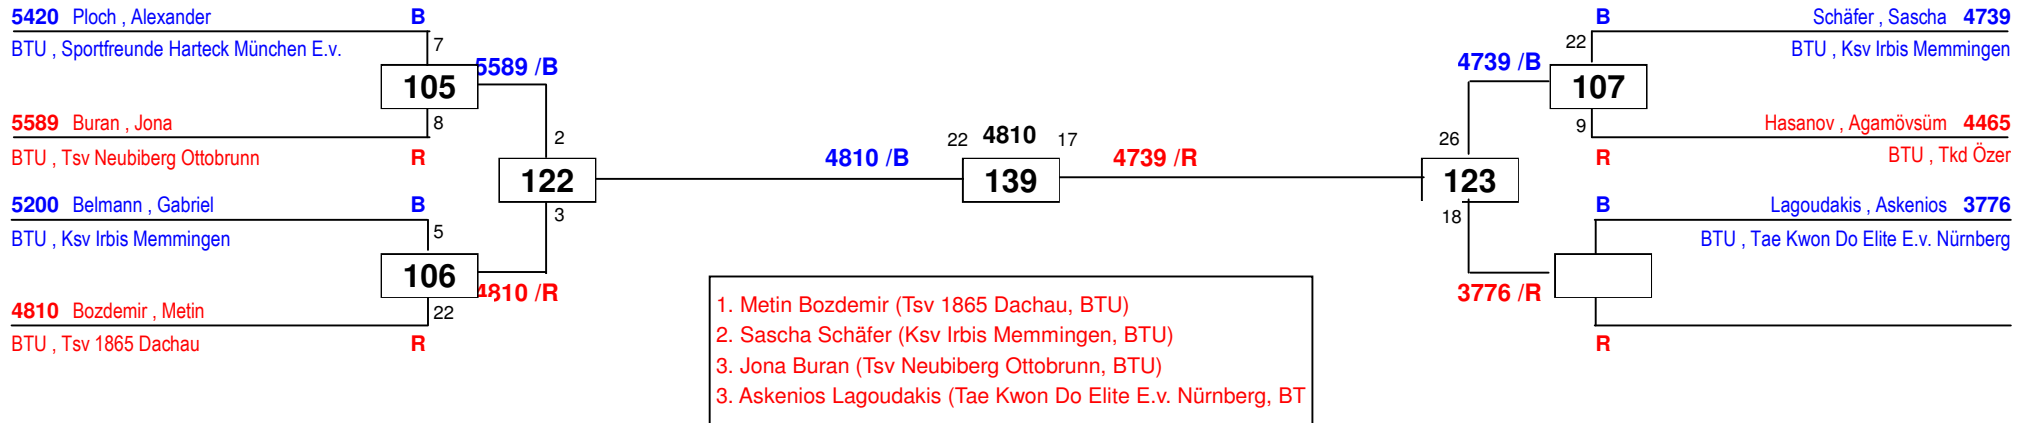 5420 Ploch , Alexander B
BTU , Sportfreunde Harteck München E.v.
7
105
5589 /B
8
5589 Buran , Jona
BTU , Tsv Neubiberg Ottobrunn R
2
122
3
5200 Belmann , Gabriel B
BTU , Ksv Irbis Memmingen
5
106
4810 /R
22
4810 Bozdemir , Metin
BTU , Tsv 1865 Dachau R
4810 /B
22 4810 17
139
4739 /R
B Schäfer , Sascha 4739
BTU , Ksv Irbis Memmingen
22
4739 /B
107
9
Hasanov , Agamövsüm 4465
R BTU , Tkd Özer
26
123
18
B Lagoudakis , Askenios 3776
BTU , Tae Kwon Do Elite E.v. Nürnberg
3776 /R
R
1. Metin Bozdemir (Tsv 1865 Dachau, BTU)
2. Sascha Schäfer (Ksv Irbis Memmingen, BTU)
3. Jona Buran (Tsv Neubiberg Ottobrunn, BTU)
3. Askenios Lagoudakis (Tae Kwon Do Elite E.v. Nürnberg, BT